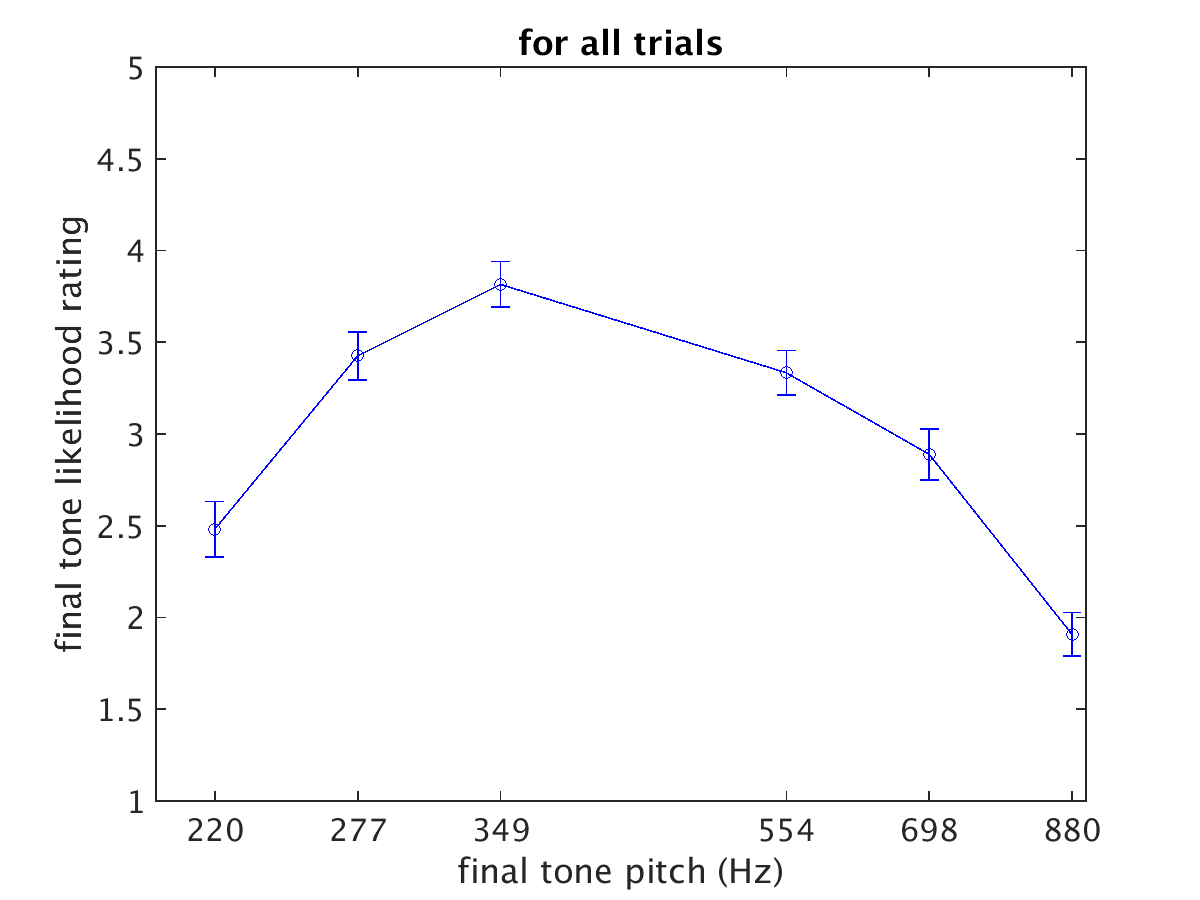 for all trials
5
4.5
4
3.5
3
2.5
2
1.5
1
final tone likelihood rating
220 277 349 554 698 880
final tone pitch (Hz)